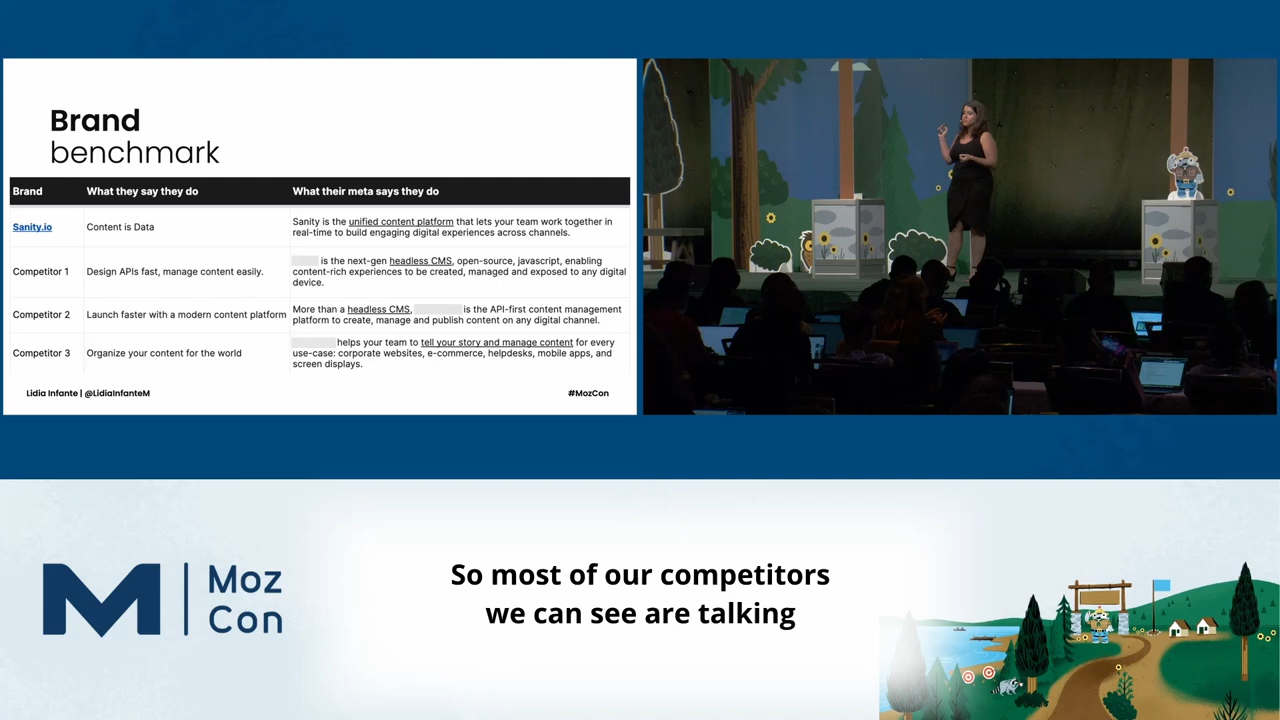 Brand
benchmark
Brand What they say they do What their meta says they do
Sanity.io Content is Data Sanity is the unified content platform that lets your team work together in
real-time to build engaging digital experiences across channels.
Competitor 1 Design APIs fast, manage content easily. is the next-gen headless CMS, open-source, javascript, enabling
content-rich experiences to be created, managed and exposed to any digital
device.
Competitor 2 Launch faster with a modern content platform More than a headless CMS, is the API-first content management
platform to create, manage and publish content on any digital channel.
Competitor 3 Organize your content for the world helps your team to tell your story and manage content for every
use-case: corporate websites, e-commerce, helpdesks, mobile apps, and
screen displays.
Lidia Infante | @LidiaInfanteM #MozCon
M | Moz
Con
So most of our competitors
we can see are talking